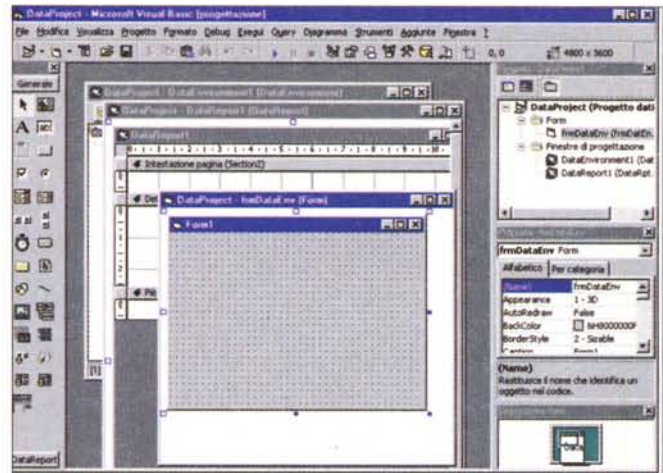 DataProject - Microsoft Visual Basic [progettazione]
File Modifica Visualizza Progetto Formato Debug Esegui Query Diagramma Strumenti Aggiunte Finestra ?
0, 0 4800 x 3600
Generale
DataReport
DataProject - DataEnvironment1 (DataEnvironment)
DataProject - DataReport1 (DataReport)
DataReport1
Intestazione pagina (Section2)
DataProject - frmDataEnv (Form)
Form1
DataProject (Progetto dati
Form
frmDataEnv (frmDatEn.
Finestre di progettazione
DataEnvironment1 (Dat
DataReport1 (DataRpt.
frmDataEnv Form
Alfabetico Per categoria
(Name) frmDataEnv
Appearance 1 - 3D
AutoRedraw False
BackColor &H8000000F
BorderStyle 2 - Sizable
Caption Form1
(Name)
Restituisce il nome che identifica un
oggetto nel codice.